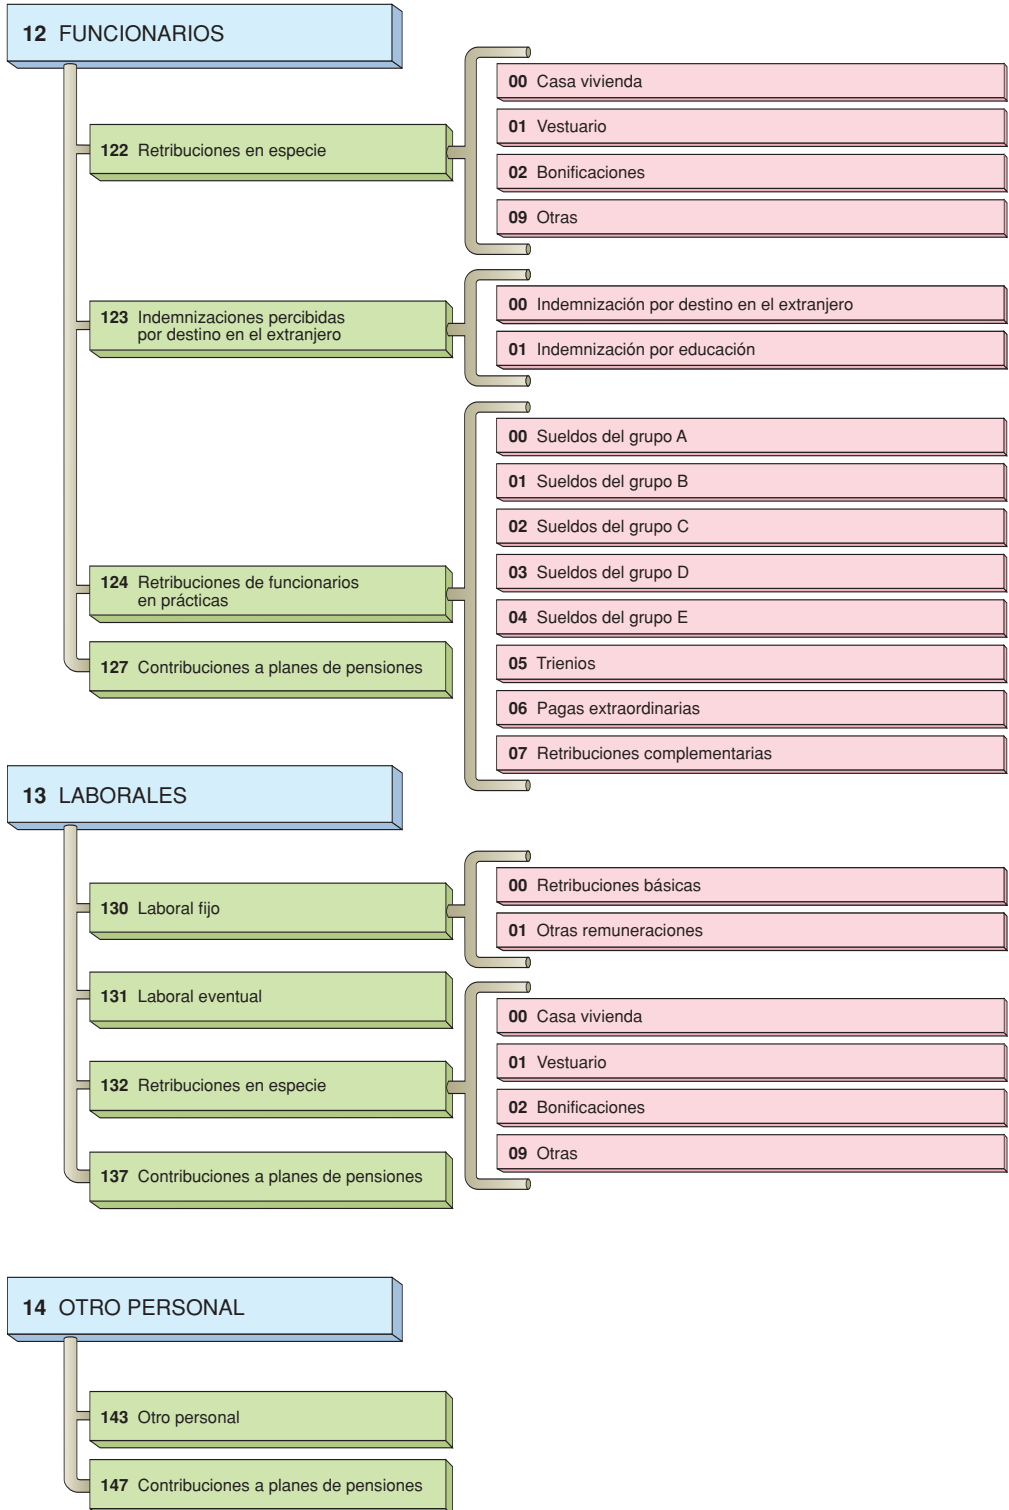 12 FUNCIONARIOS
122 Retribuciones en especie
00 Casa vivienda
01 Vestuario
02 Bonificaciones
09 Otras
123 Indemnizaciones percibidas
por destino en el extranjero
00 Indemnización por destino en el extranjero
01 Indemnización por educación
124 Retribuciones de funcionarios
en prácticas
00 Sueldos del grupo A
01 Sueldos del grupo B
02 Sueldos del grupo C
03 Sueldos del grupo D
04 Sueldos del grupo E
05 Trienios
06 Pagas extraordinarias
07 Retribuciones complementarias
127 Contribuciones a planes de pensiones
13 LABORALES
130 Laboral fijo
00 Retribuciones básicas
01 Otras remuneraciones
131 Laboral eventual
132 Retribuciones en especie
00 Casa vivienda
01 Vestuario
02 Bonificaciones
09 Otras
137 Contribuciones a planes de pensiones
14 OTRO PERSONAL
143 Otro personal
147 Contribuciones a planes de pensiones